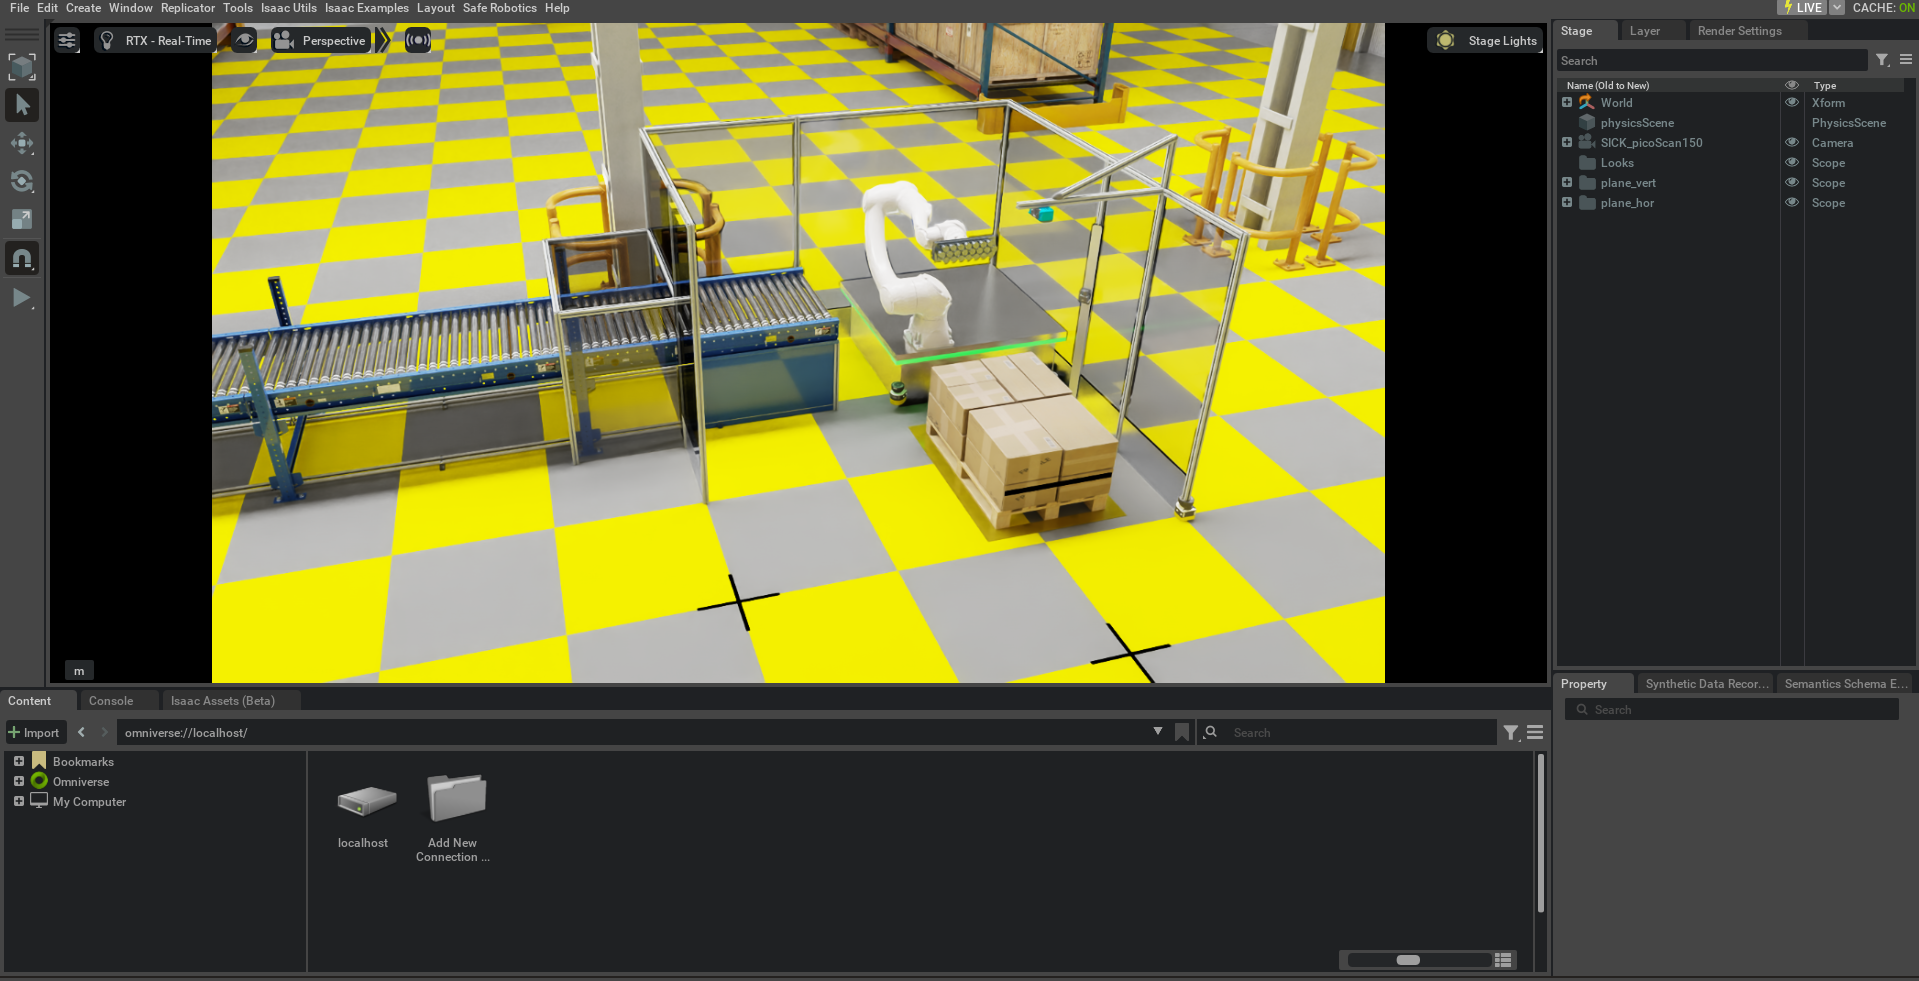 File Edit Create Window Replicator Tools Isaac Utils Isaac Examples Layout Safe Robotics Help
LIVE CACHE: ON
RTX - Real-Time
Perspective
Stage Lights
m
Stage Layer Render Settings
Search
Name (Old to New) Type
World Xform
physicsScene PhysicsScene
SICK_picoScan150 Camera
Looks Scope
plane_vert Scope
plane_hor Scope
Content Console Isaac Assets (Beta)
Import omniverse://localhost/ Search
Bookmarks
Omniverse
My Computer
localhost
Add New
Connection ...
Property Synthetic Data Recor... Semantics Schema E...
Search